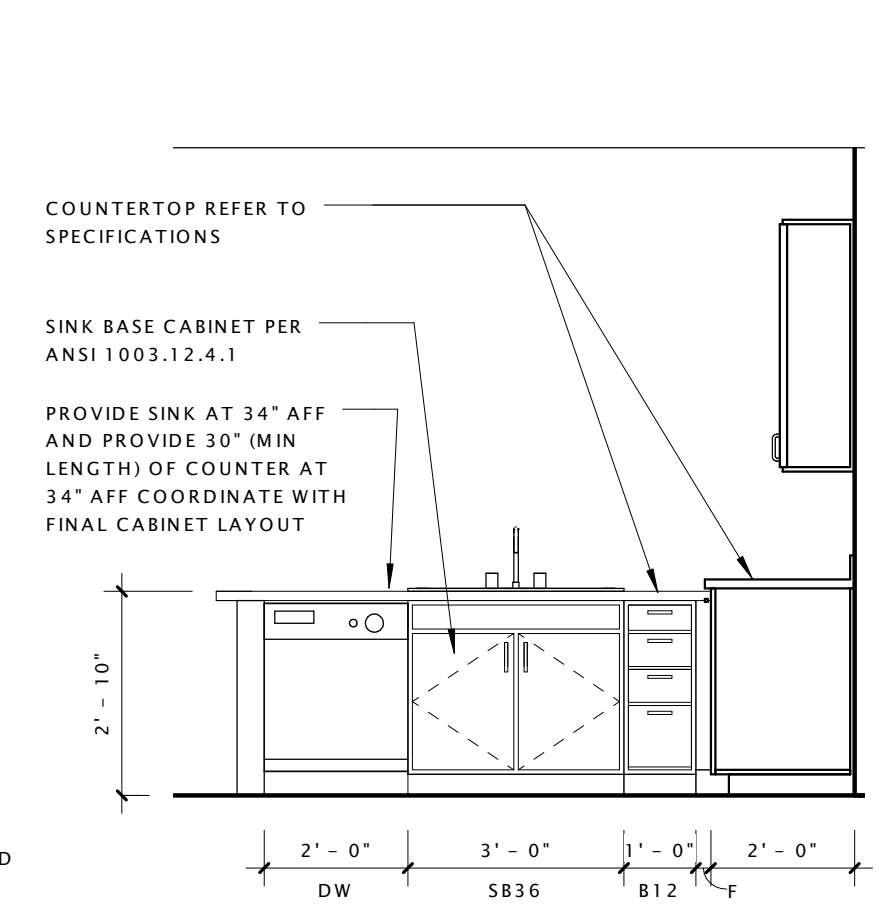 COUNTERTOP REFER TO
SPECIFICATIONS
SINK BASE CABINET PER
ANSI 1003.12.4.1
PROVIDE SINK AT 34" AFF
AND PROVIDE 30" (MIN
LENGTH) OF COUNTER AT
34" AFF COORDINATE WITH
FINAL CABINET LAYOUT
2' – 10"
D
2' – 0"
3' – 0"
1' – 0"
2' – 0"
DW
SB36
B12
F